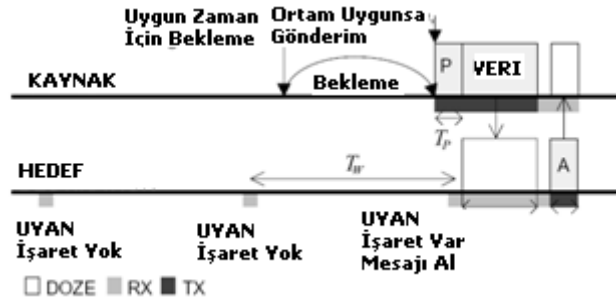 Uygun Zaman
İçin Bekleme
Ortam Uygunsa
Gönderim
KAYNAK
Bekleme
P
VERI
T_P
HEDEF
T_W
A
UYAN
İşaret Yok
UYAN
İşaret Yok
UYAN
İşaret Var
Mesajı Al
DOZE RX TX